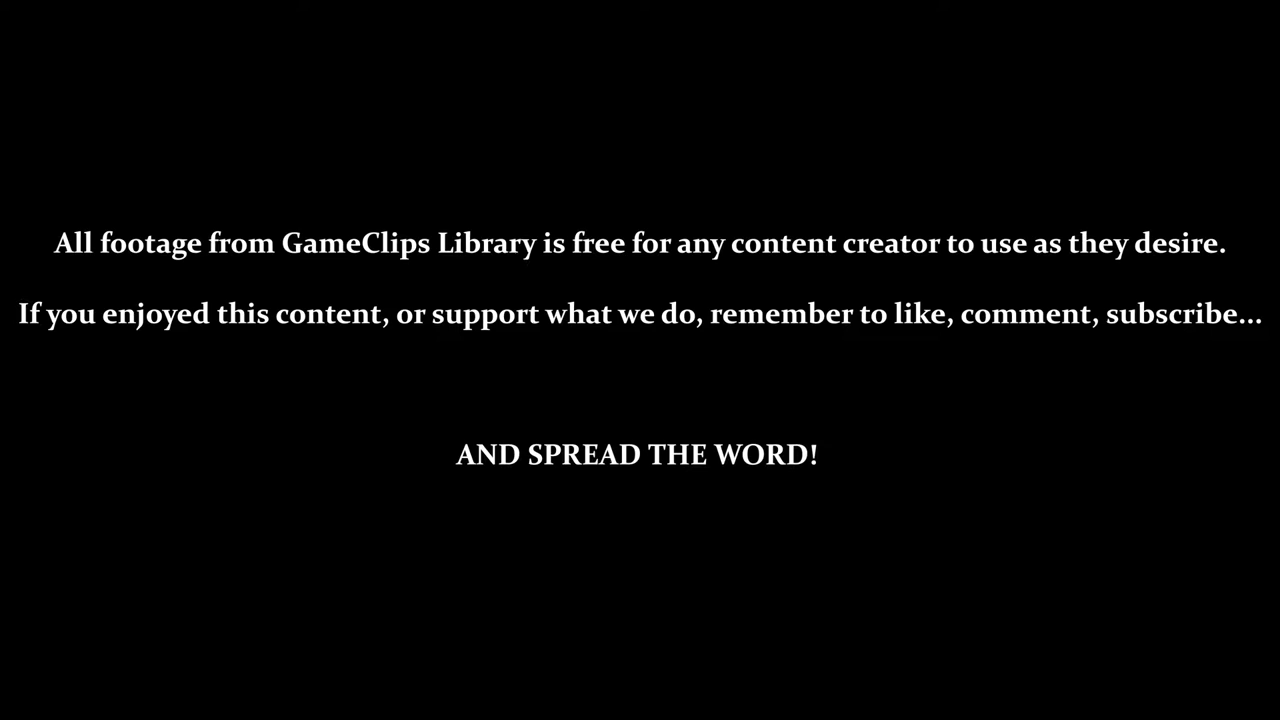 All footage from GameClips Library is free for any content creator to use as they desire.
If you enjoyed this content, or support what we do, remember to like, comment, subscribe...
AND SPREAD THE WORD!